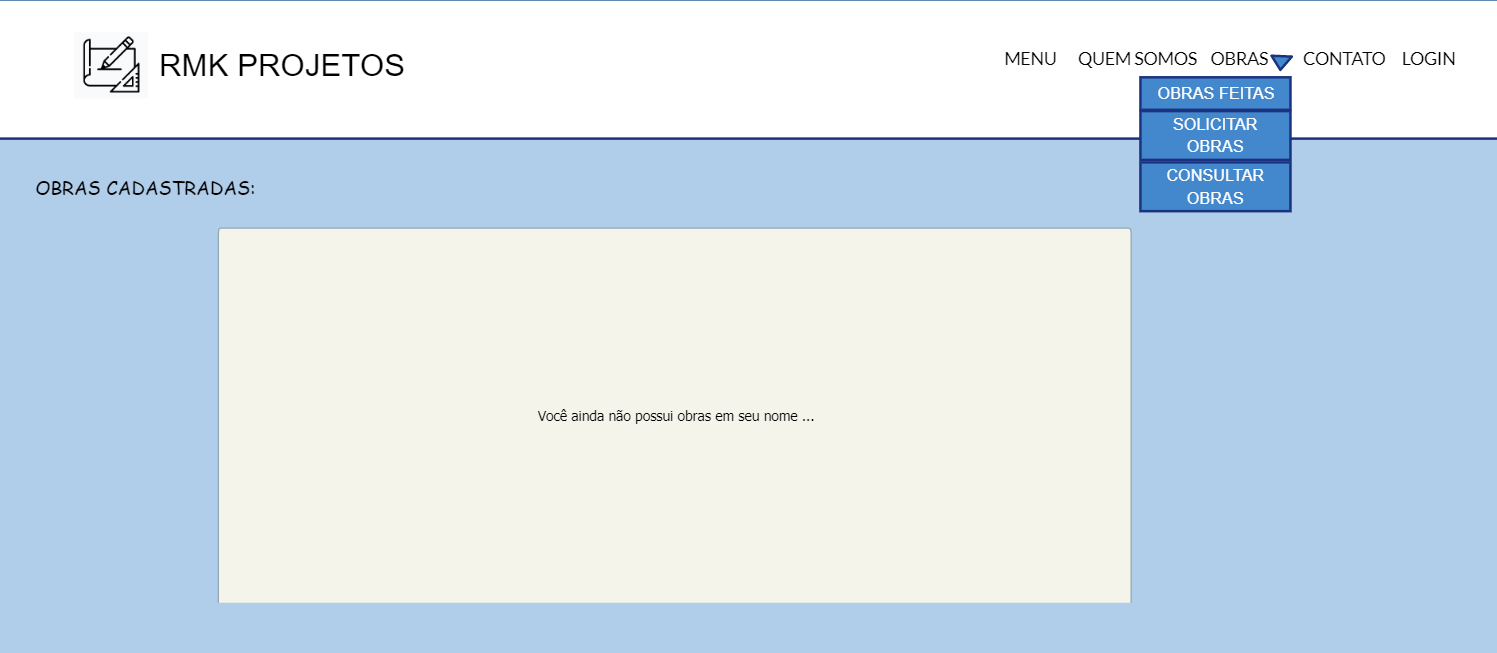 RMK PROJETOS
MENU QUEM SOMOS OBRAS CONTATO LOGIN
OBRAS FEITAS
SOLICITAR
OBRAS
CONSULTAR
OBRAS
OBRAS CADASTRADAS:
Você ainda não possui obras em seu nome ...